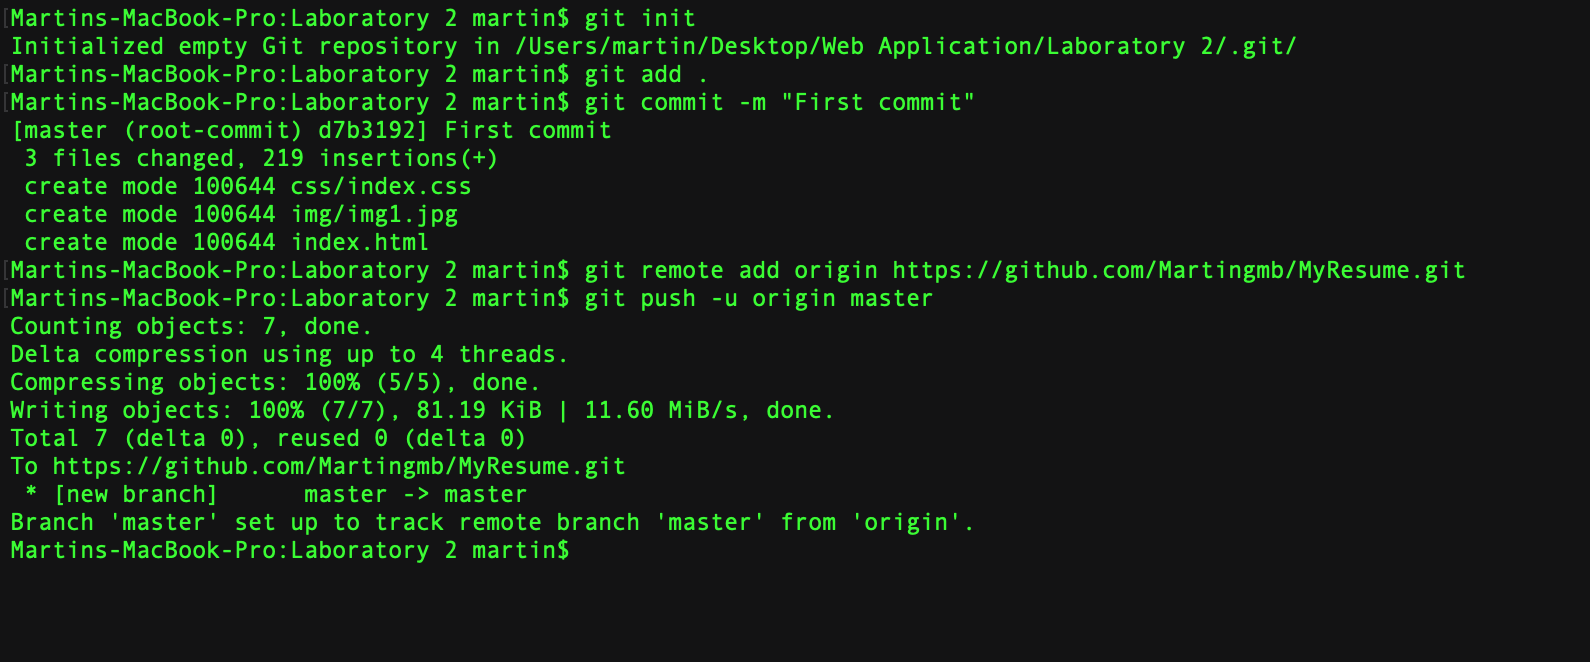 Martins-MacBook-Pro:Laboratory 2 martin$ git init
Initialized empty Git repository in /Users/martin/Desktop/Web Application/Laboratory 2/.git/
Martins-MacBook-Pro:Laboratory 2 martin$ git add .
Martins-MacBook-Pro:Laboratory 2 martin$ git commit -m "First commit"
[master (root-commit) d7b3192] First commit
 3 files changed, 219 insertions(+)
 create mode 100644 css/index.css
 create mode 100644 img/img1.jpg
 create mode 100644 index.html
Martins-MacBook-Pro:Laboratory 2 martin$ git remote add origin https://github.com/Martingmb/MyResume.git
Martins-MacBook-Pro:Laboratory 2 martin$ git push -u origin master
Counting objects: 7, done.
Delta compression using up to 4 threads.
Compressing objects: 100% (5/5), done.
Writing objects: 100% (7/7), 81.19 KiB | 11.60 MiB/s, done.
Total 7 (delta 0), reused 0 (delta 0)
To https://github.com/Martingmb/MyResume.git
 * [new branch]      master -> master
Branch 'master' set up to track remote branch 'master' from 'origin'.
Martins-MacBook-Pro:Laboratory 2 martin$